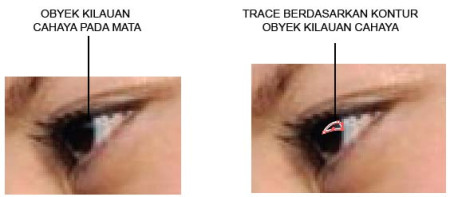 OBYEK KILAUAN
CAHAYA PADA MATA
TRACE BERDASARKAN KONTUR
OBYEK KILAUAN CAHAYA